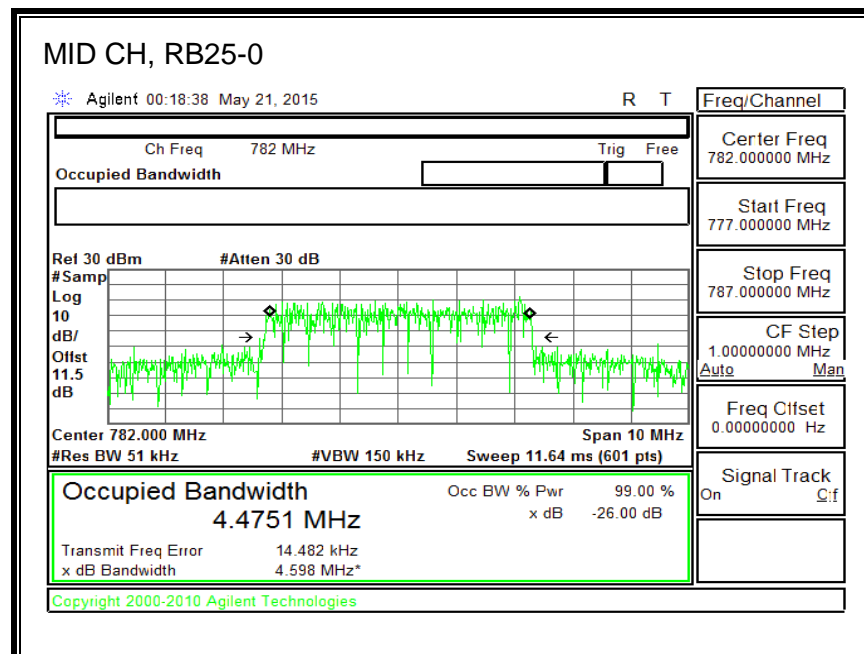 MID CH, RB25-0
Agilent 00:18:38 May 21, 2015 R T
Ch Freq 782 MHz Trig Free
Occupied Bandwidth
Ref 30 dBm #Atten 30 dB
#Samp
Log
10
dB/
Offst
11.5
dB
Center 782.000 MHz Span 10 MHz
#Res BW 51 kHz #VBW 150 kHz Sweep 11.64 ms (601 pts)
Occupied Bandwidth Occ BW % Pwr 99.00 %
4.4751 MHz x dB -26.00 dB
Transmit Freq Error 14.482 kHz
x dB Bandwidth 4.598 MHz*
Copyright 2000-2010 Agilent Technologies
Freq/Channel
Center Freq
782.000000 MHz
Start Freq
777.000000 MHz
Stop Freq
787.000000 MHz
CF Step
1.00000000 MHz
Auto Man
Freq Offset
0.00000000 Hz
Signal Track
On Off